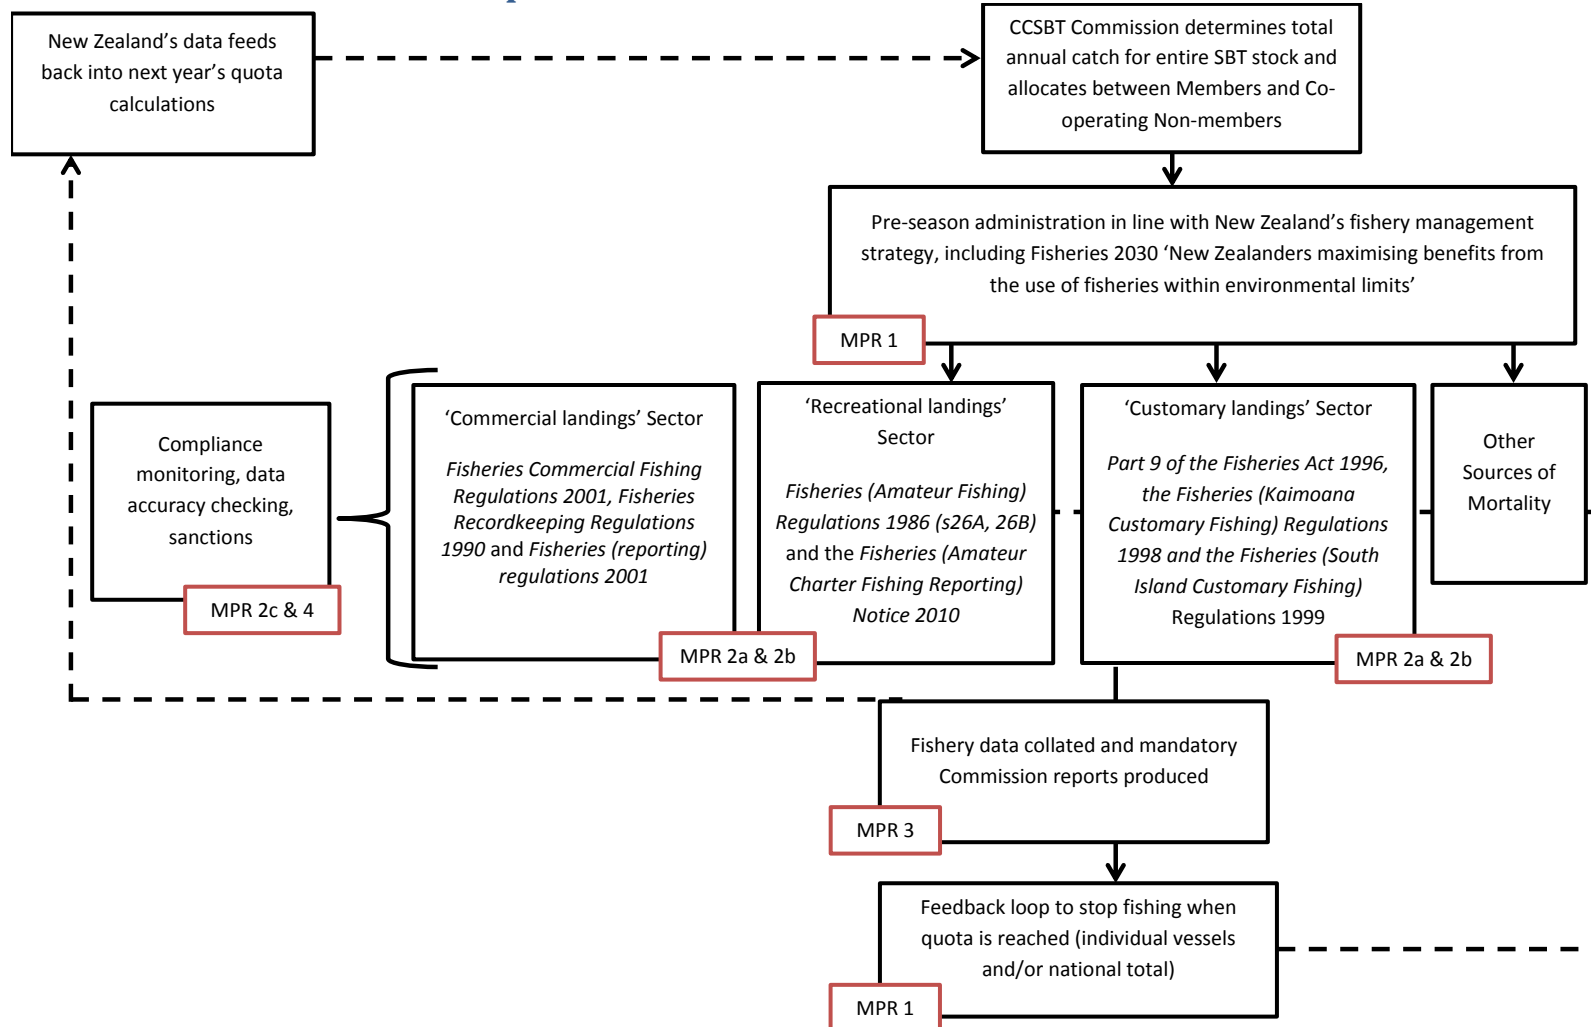 New Zealand’s data feeds
back into next year’s quota
calculations
CCSBT Commission determines total
annual catch for entire SBT stock and
allocates between Members and Co-
operating Non-members
Pre-season administration in line with New Zealand’s fishery management
strategy, including Fisheries 2030 ‘New Zealanders maximising benefits from
the use of fisheries within environmental limits’
MPR 1
Compliance
monitoring, data
accuracy checking,
sanctions
MPR 2c & 4
‘Commercial landings’ Sector
Fisheries Commercial Fishing
Regulations 2001, Fisheries
Recordkeeping Regulations
1990 and Fisheries (reporting)
regulations 2001
‘Recreational landings’
Sector
Fisheries (Amateur Fishing)
Regulations 1986 (s26A, 26B)
and the Fisheries (Amateur
Charter Fishing Reporting)
Notice 2010
MPR 2a & 2b
‘Customary landings’ Sector
Part 9 of the Fisheries Act 1996,
the Fisheries (Kaimoana
Customary Fishing) Regulations
1998 and the Fisheries (South
Island Customary Fishing)
Regulations 1999
MPR 2a & 2b
Other
Sources of
Mortality
Fishery data collated and mandatory
Commission reports produced
MPR 3
Feedback loop to stop fishing when
quota is reached (individual vessels
and/or national total)
MPR 1